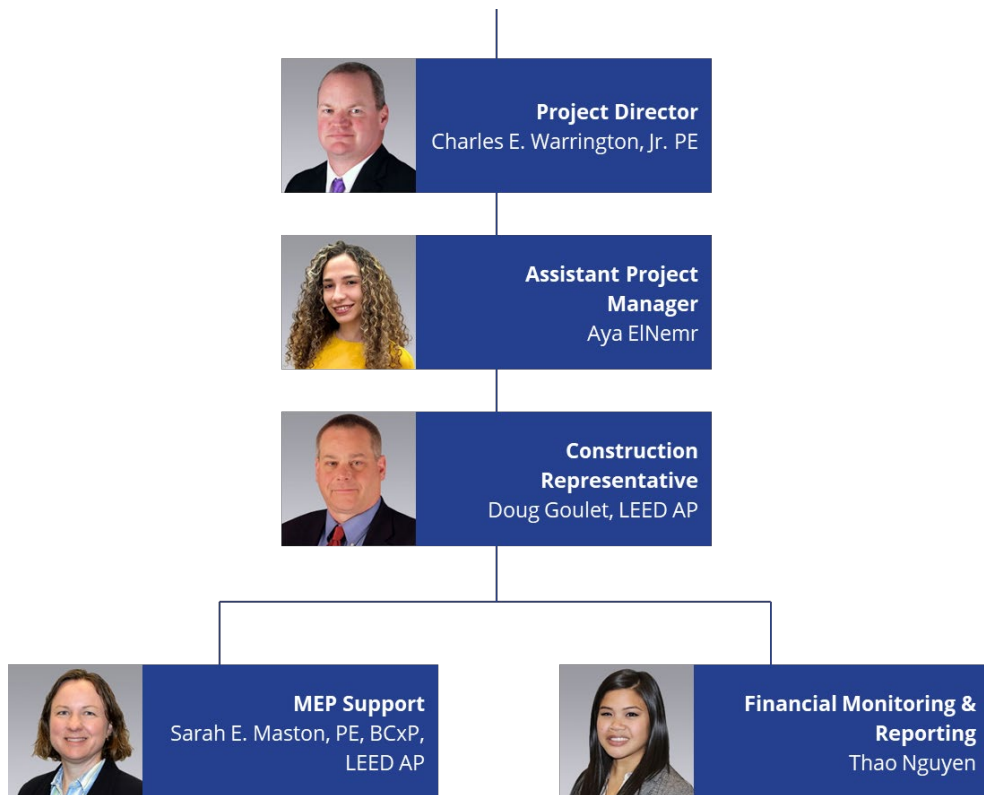 Project Director
Charles E. Warrington, Jr. PE
Assistant Project
Manager
Aya ElNemr
Construction
Representative
Doug Goulet, LEED AP
MEP Support
Sarah E. Maston, PE, BCxP,
LEED AP
Financial Monitoring &
Reporting
Thao Nguyen